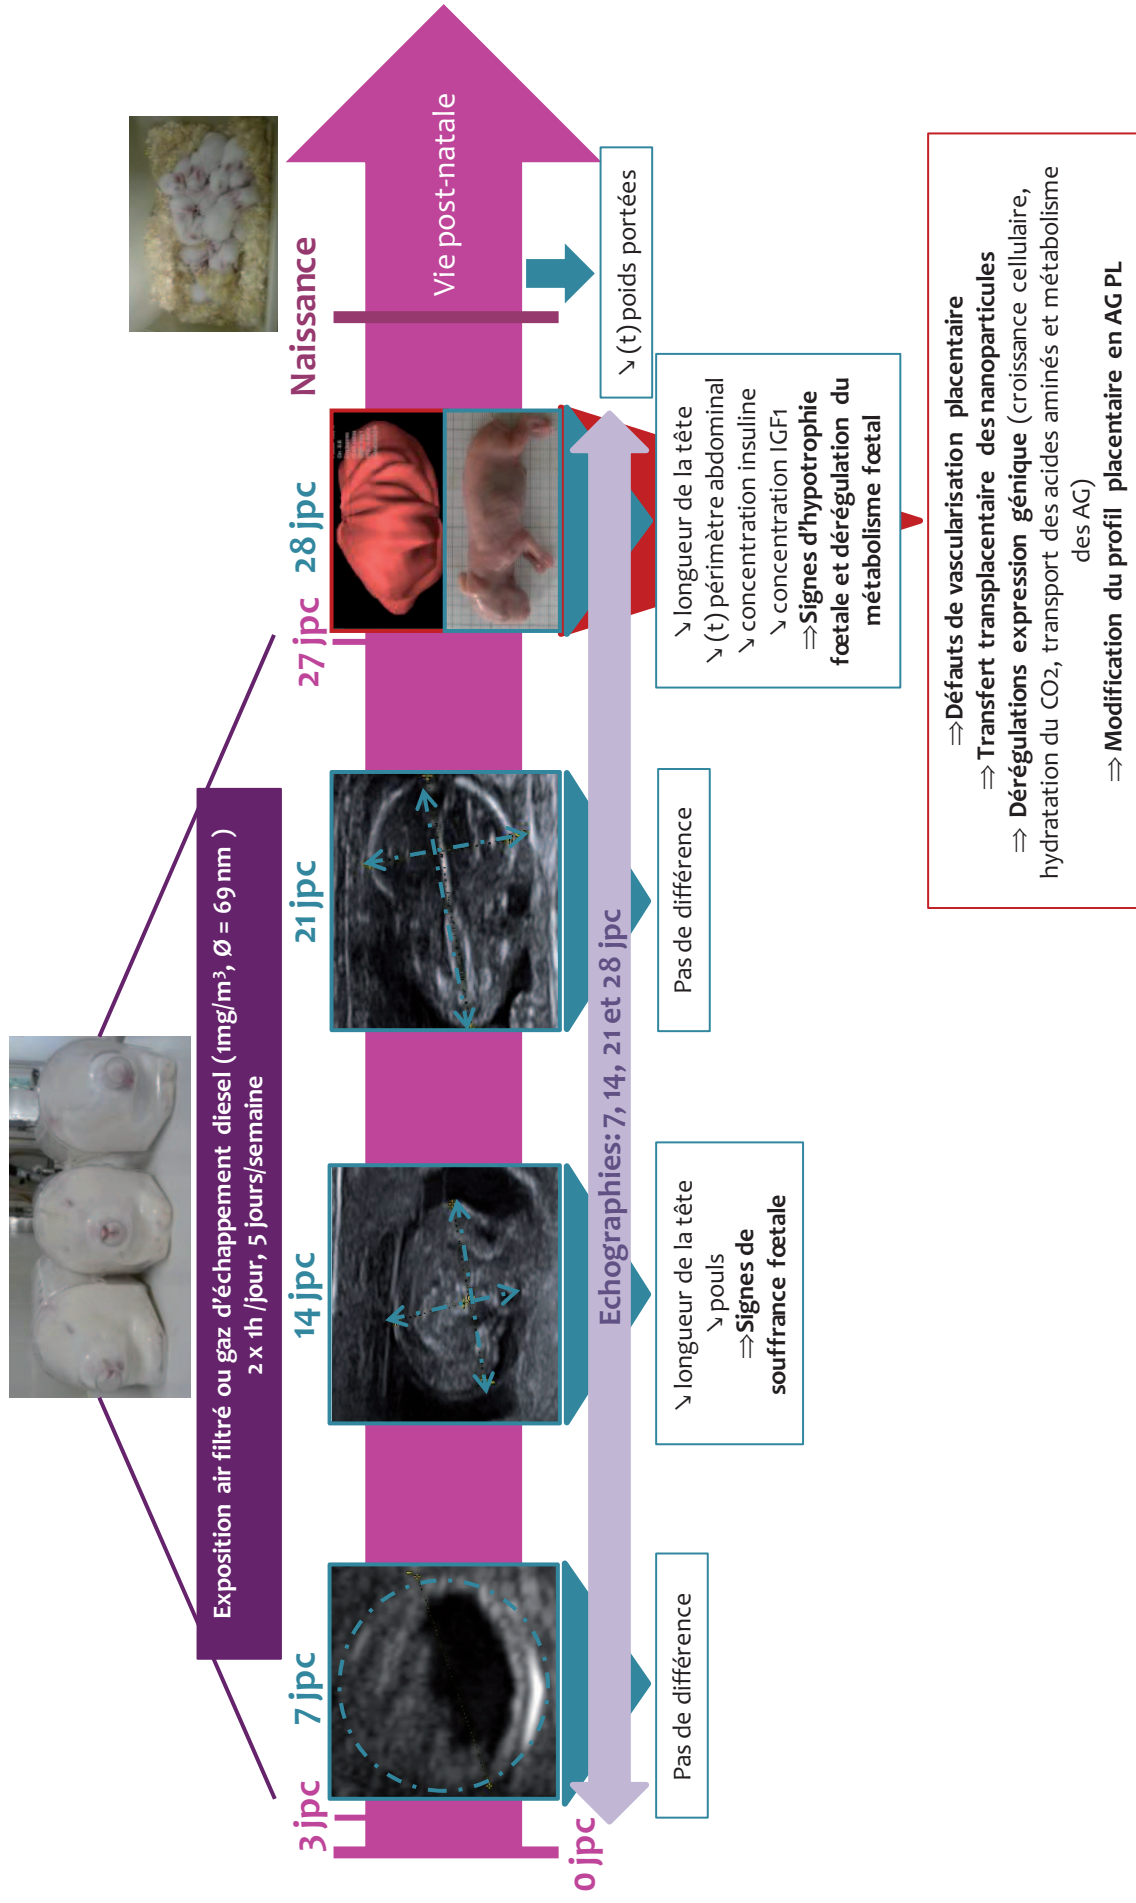 Exposition air filtré ou gaz d'échappement diesel (1mg/m³, Ø = 69 nm )
2 x 1h /jour, 5 jours/semaine
3 jpc
7 jpc
14 jpc
21 jpc
27 jpc
28 jpc
Naissance
Vie post-natale
0 jpc
Echographies: 7, 14, 21 et 28 jpc
Pas de différence
↘ longueur de la tête
↘ pouls
⇒Signes de
souffrance fœtale
Pas de différence
↘ longueur de la tête
↘ (t) périmètre abdominal
↘ concentration insuline
↘ concentration IGF1
⇒Signes d'hypotrophie
fœtale et dérégulation du
métabolisme fœtal
↘ (t) poids portées
⇒Défauts de vascularisation placentaire
⇒ Transfert transplacentaire des nanoparticules
⇒ Dérégulations expression génique (croissance cellulaire,
hydratation du CO2, transport des acides aminés et métabolisme
des AG)
⇒ Modification du profil placentaire en AG PL